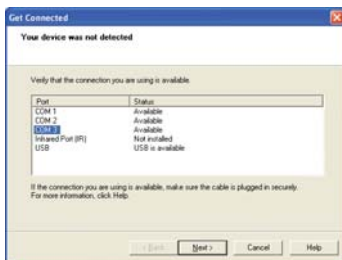 Get Connected
Your device was not detected
Verify that the connection you are using is available.
Port Status
COM 1 Available
COM 2 Available
COM 3 Available
Infrared Port (IR) Not installed
USB USB is available
If the connection you are using is available, make sure the cable is plugged in securely.
For more information, click Help.
< Back Next > Cancel Help